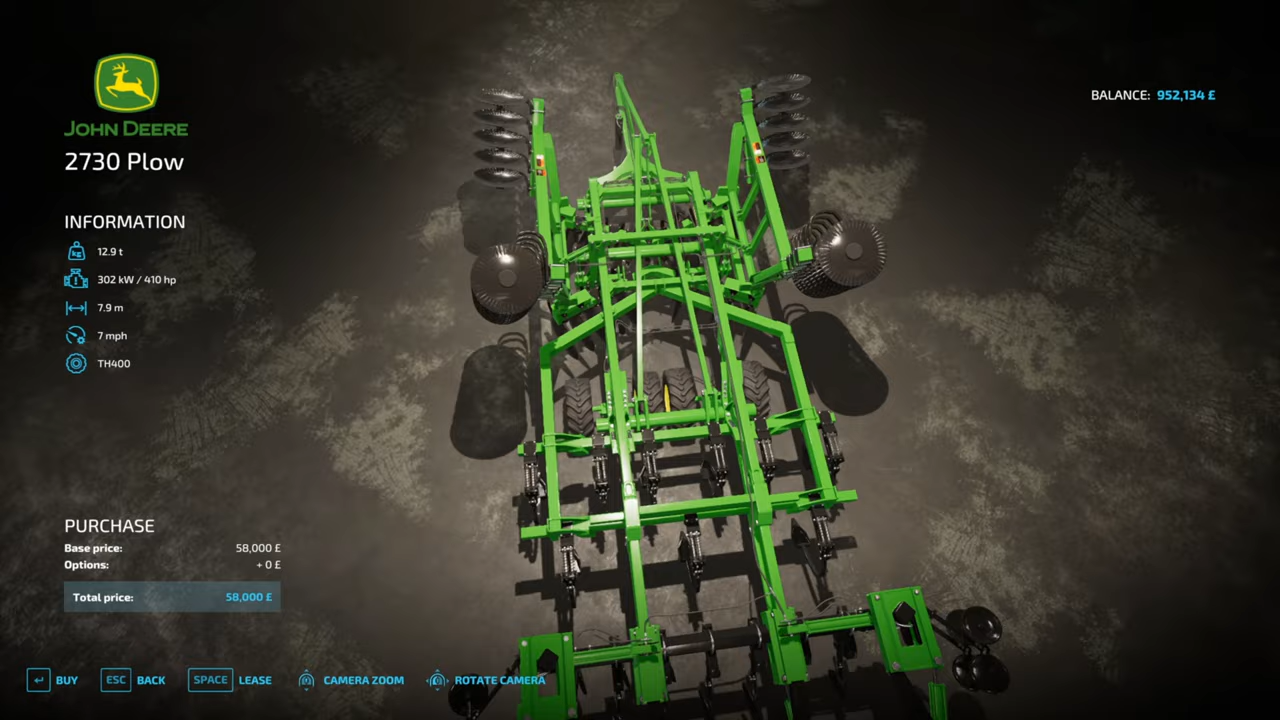 JOHN DEERE
2730 Plow
BALANCE: 952,134 £
INFORMATION
12.9 t
302 kW / 410 hp
7.9 m
7 mph
TH400
PURCHASE
Base price: 58,000 £
Options: + 0 £
Total price: 58,000 £
BUY
ESC BACK
SPACE LEASE
CAMERA ZOOM
ROTATE CAMERA